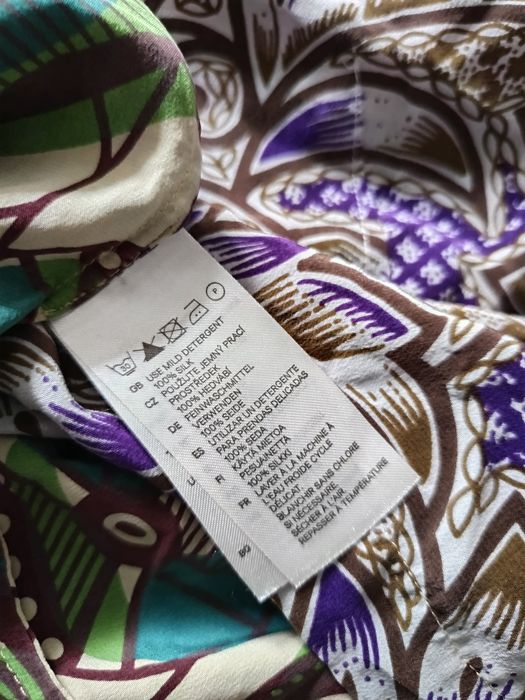 30
P
GB USE MILD DETERGENT
100% SILK
CZ POUŽIJTE JEMNÝ PRACÍ
PROSTŘEDEK
100% HEDVÁBÍ
DE FEINWASCHMITTEL
VERWENDEN
100% SEIDE
ES UTILIZAR UN DETERGENTE
PARA PRENDAS DELICADAS
100% SEDA
FI KÄYTÄ MIETOA
PESUAINETTA
100% SILKKI
FR LAVER À LA MACHINE À
L'EAU FROIDE CYCLE
DÉLICAT
BLANCHIR SANS CHLORE
SI NÉCESSAIRE
SÉCHER À L'AIR
REPASSER À TEMPÉRATURE